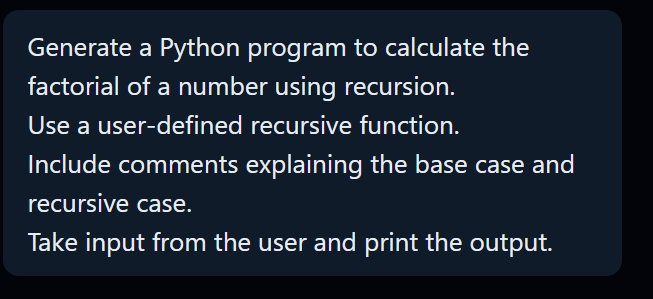 Generate a Python program to calculate the
factorial of a number using recursion.
Use a user-defined recursive function.
Include comments explaining the base case and
recursive case.
Take input from the user and print the output.